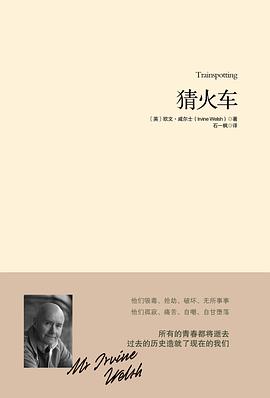 Trainspotting
猜火车
[英] 欧文·威尔士 (Irvine Welsh) 著
石一枫 译
他们吸毒、抢劫、破坏、无所事事
他们孤寂、痛苦、自嘲、自甘堕落
所有的青春都将逝去
过去的历史造就了现在的我们
Mr Irvine
Welsh